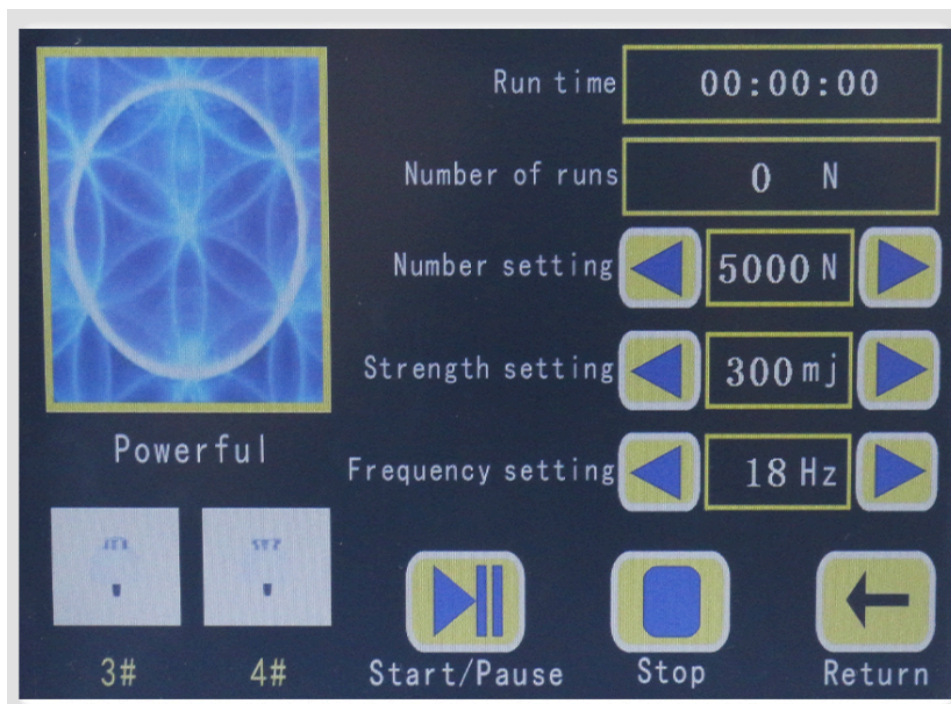 Run time 00:00:00
Number of runs 0 N
Number setting 5000 N
Strength setting 300 mj
Frequency setting 18 Hz
Powerful
3# 4#
Start/Pause Stop Return